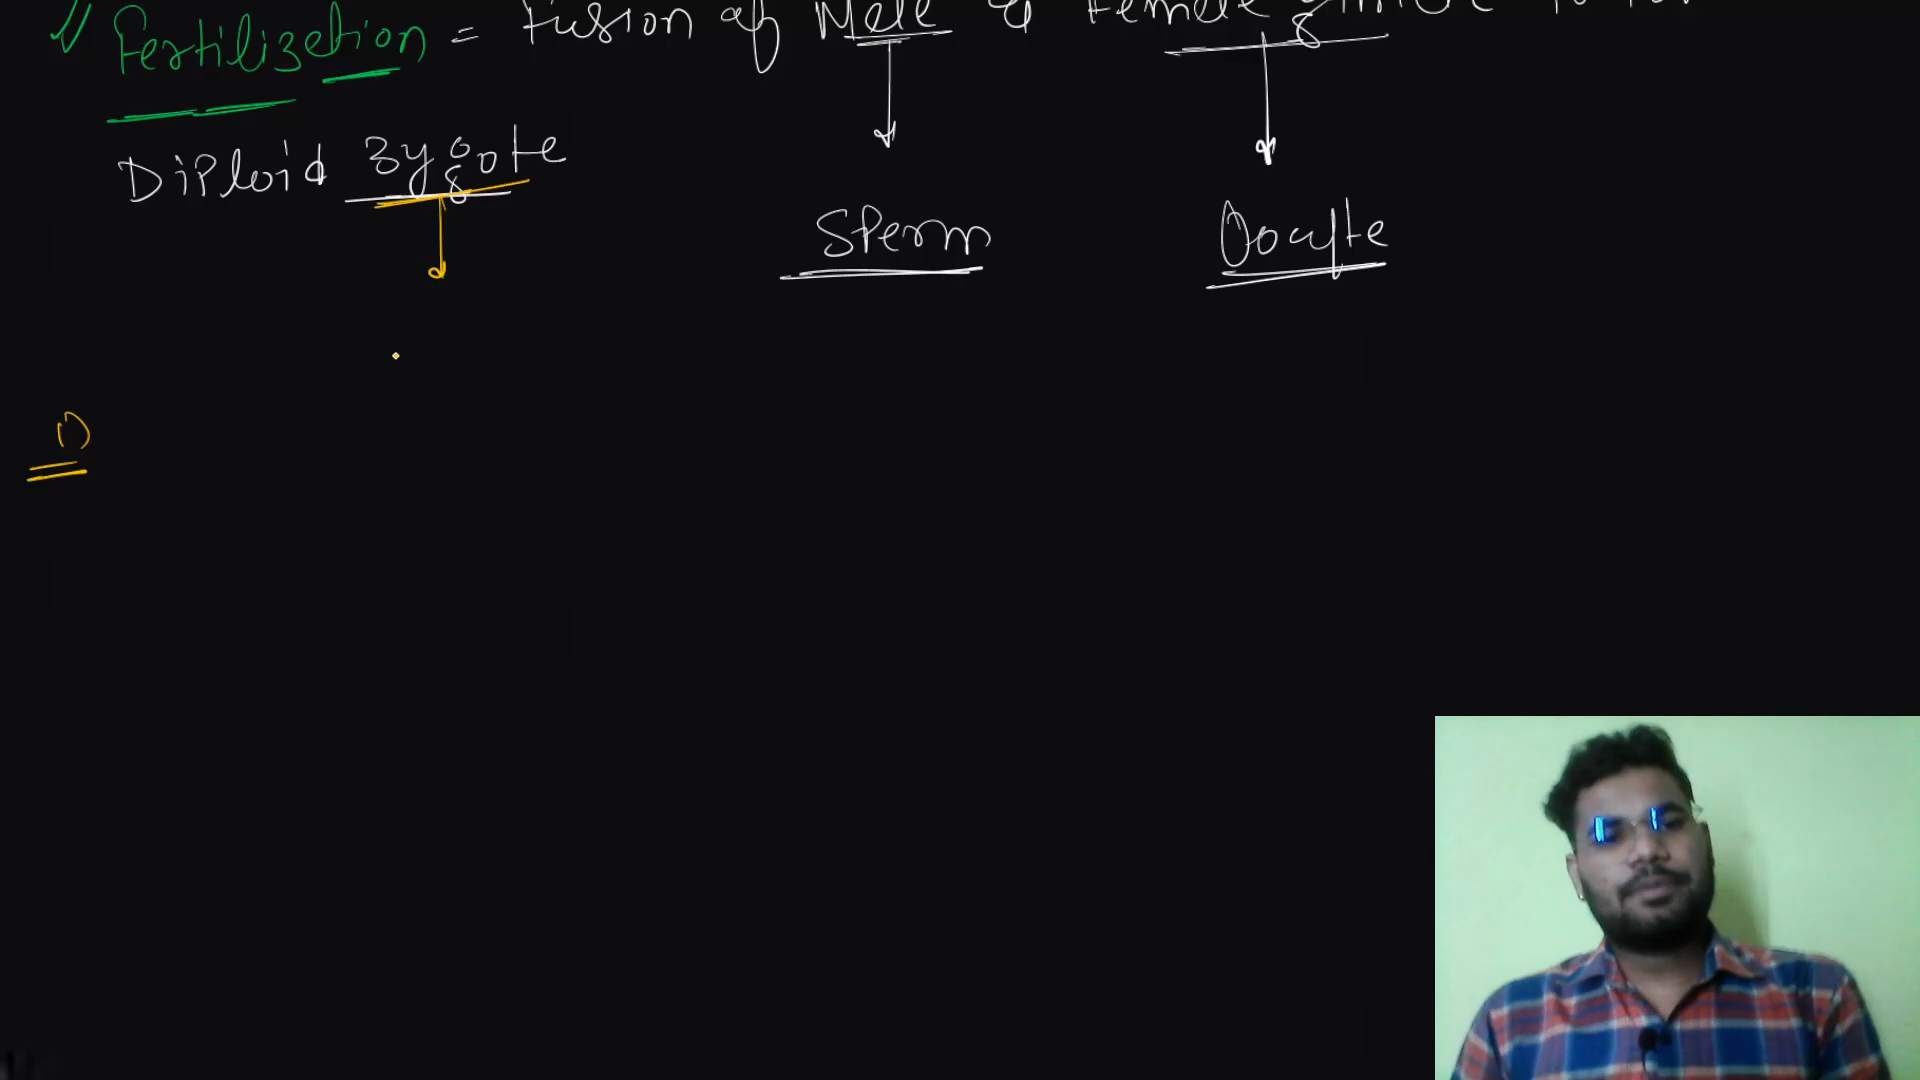 Fertilization = Fusion of Male & Female
Diploid Zygote
Sperm Oocyte
1)